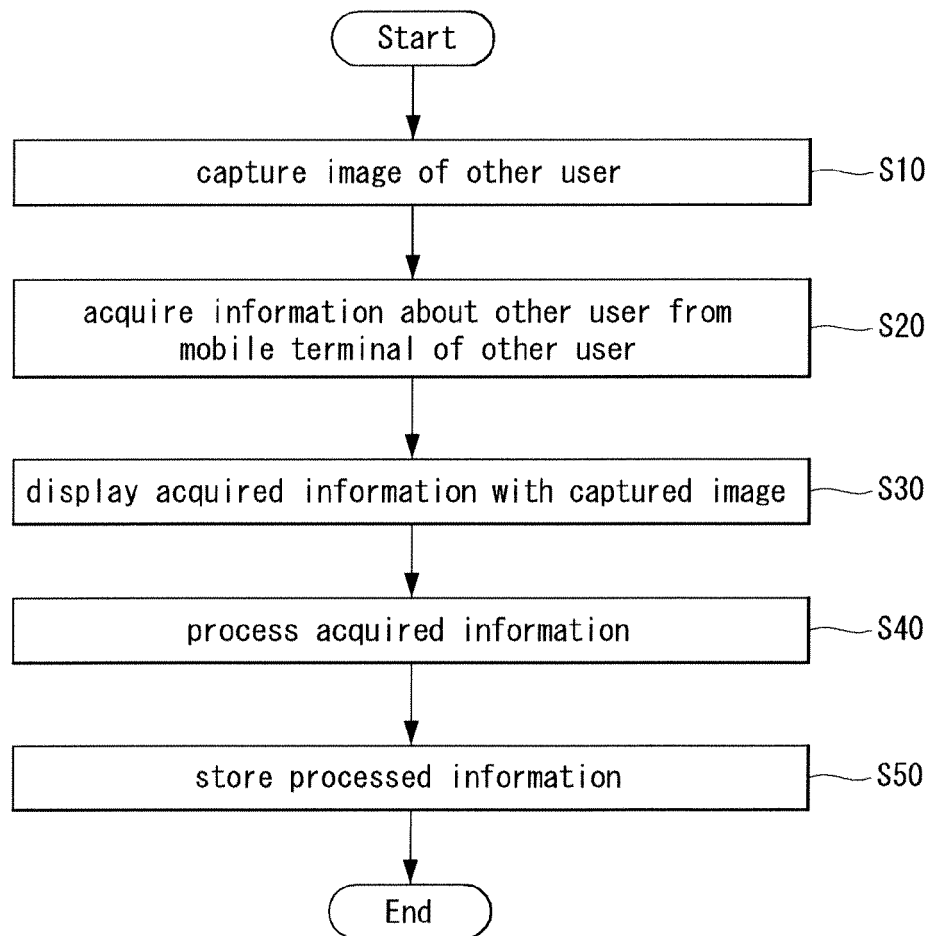 Start
capture image of other user
S10
acquire information about other user from
mobile terminal of other user
S20
display acquired information with captured image
S30
process acquired information
S40
store processed information
S50
End